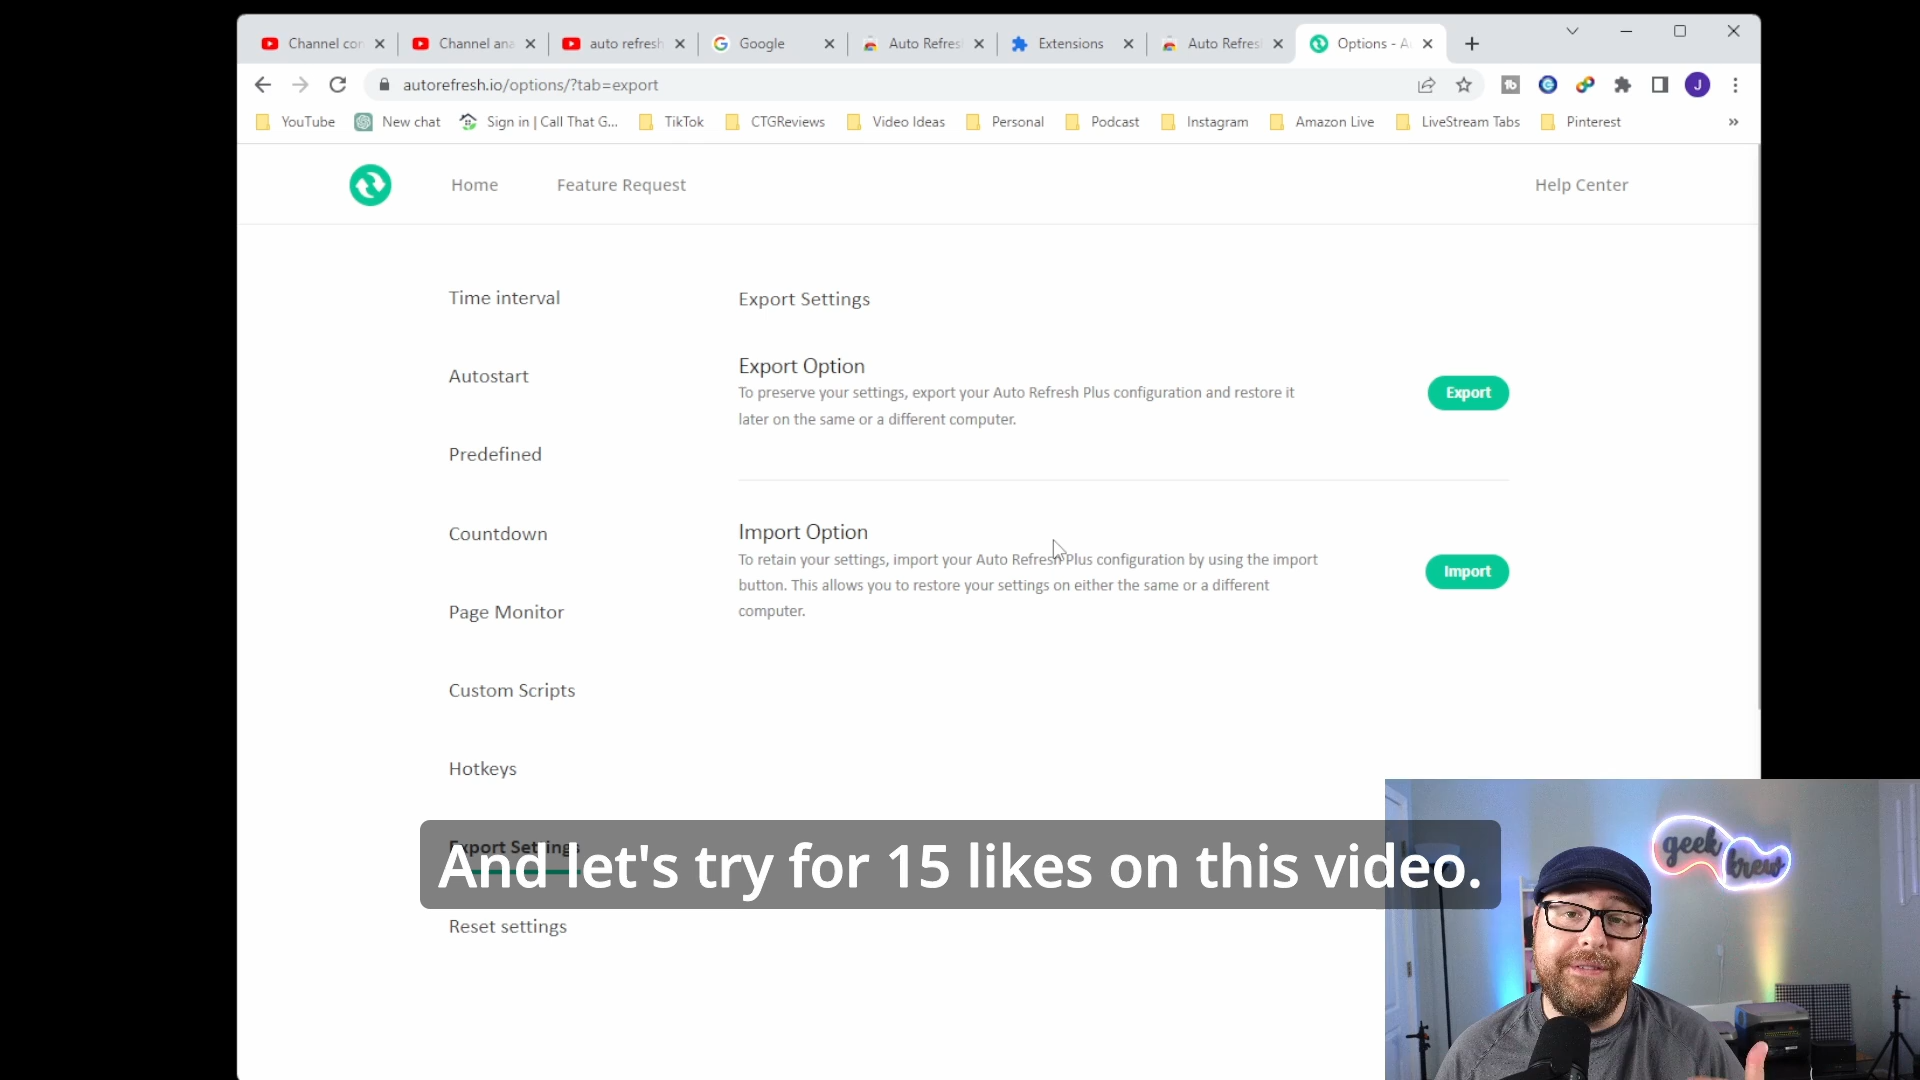 Channel con
Channel ana
auto refresh
Google
Auto Refres
Extensions
Auto Refres
Options - A
autorefresh.io/options/?tab=export
J
YouTube
New chat
Sign in | Call That G...
TikTok
CTGReviews
Video Ideas
Personal
Podcast
Instagram
Amazon Live
LiveStream Tabs
Pinterest
»
Home
Feature Request
Help Center
Time interval
Autostart
Predefined
Countdown
Page Monitor
Custom Scripts
Hotkeys
Export Settings
Reset settings
Export Settings
Export Option
To preserve your settings, export your Auto Refresh Plus configuration and restore it
later on the same or a different computer.
Export
Import Option
To retain your settings, import your Auto Refresh Plus configuration by using the import
button. This allows you to restore your settings on either the same or a different
computer.
Import
And let's try for 15 likes on this video.
geek
brew